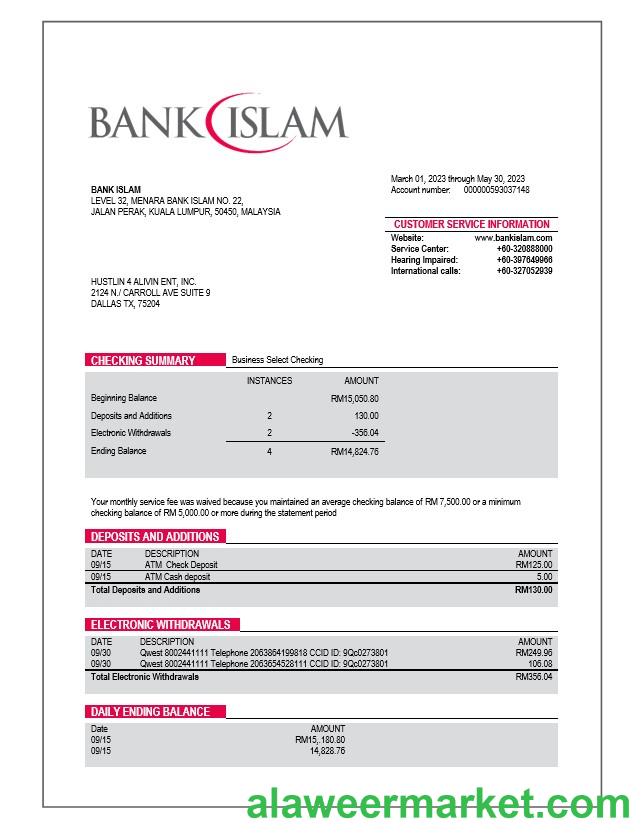 BANK ISLAM
March 01, 2023 through May 30, 2023
Account number: 000000593037148
BANK ISLAM
LEVEL 32, MENARA BANK ISLAM NO. 22,
JALAN PERAK, KUALA LUMPUR, 50450, MALAYSIA
CUSTOMER SERVICE INFORMATION
Website: www.bankislam.com
Service Center: +60-320888000
Hearing Impaired: +60-397649966
International calls: +60-327052939
HUSTLIN 4 ALIVIN ENT, INC.
2124 N./ CARROLL AVE SUITE 9
DALLAS TX, 75204
CHECKING SUMMARY Business Select Checking
INSTANCES AMOUNT
Beginning Balance RM15,050.80
Deposits and Additions 2 130.00
Electronic Withdrawals 2 -356.04
Ending Balance 4 RM14,824.76
Your monthly service fee was waived because you maintained an average checking balance of RM 7,500.00 or a minimum
checking balance of RM 5,000.00 or more during the statement period
DEPOSITS AND ADDITIONS
DATE DESCRIPTION AMOUNT
09/15 ATM Check Deposit RM125.00
09/15 ATM Cash deposit 5.00
Total Deposits and Additions RM130.00
ELECTRONIC WITHDRAWALS
DATE DESCRIPTION AMOUNT
09/30 Qwest 8002441111 Telephone 2063864199818 CCID ID: 9Qc0273801 RM249.96
09/30 Qwest 8002441111 Telephone 2063654528111 CCID ID: 9Qc0273801 106.08
Total Electronic Withdrawals RM356.04
DAILY ENDING BALANCE
Date AMOUNT
09/15 RM15,.180.80
09/15 14,828.76
alaweermarket.com